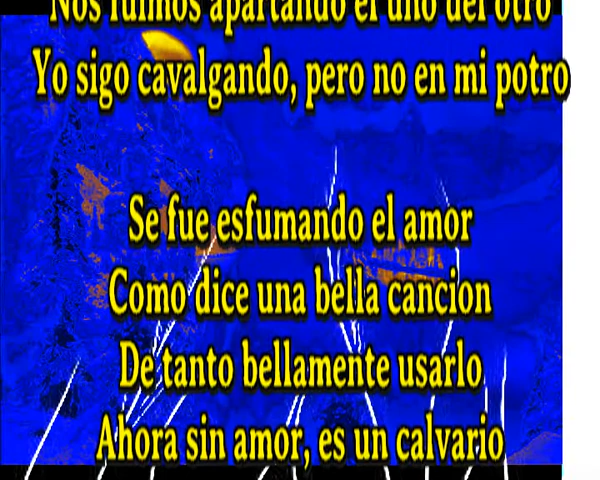 Nos fuimos apartando el uno del otro
Yo sigo cavalgando, pero no en mi potro
Se fue esfumando el amor
Como dice una bella cancion
De tanto bellamente usarlo
Ahora sin amor, es un calvario